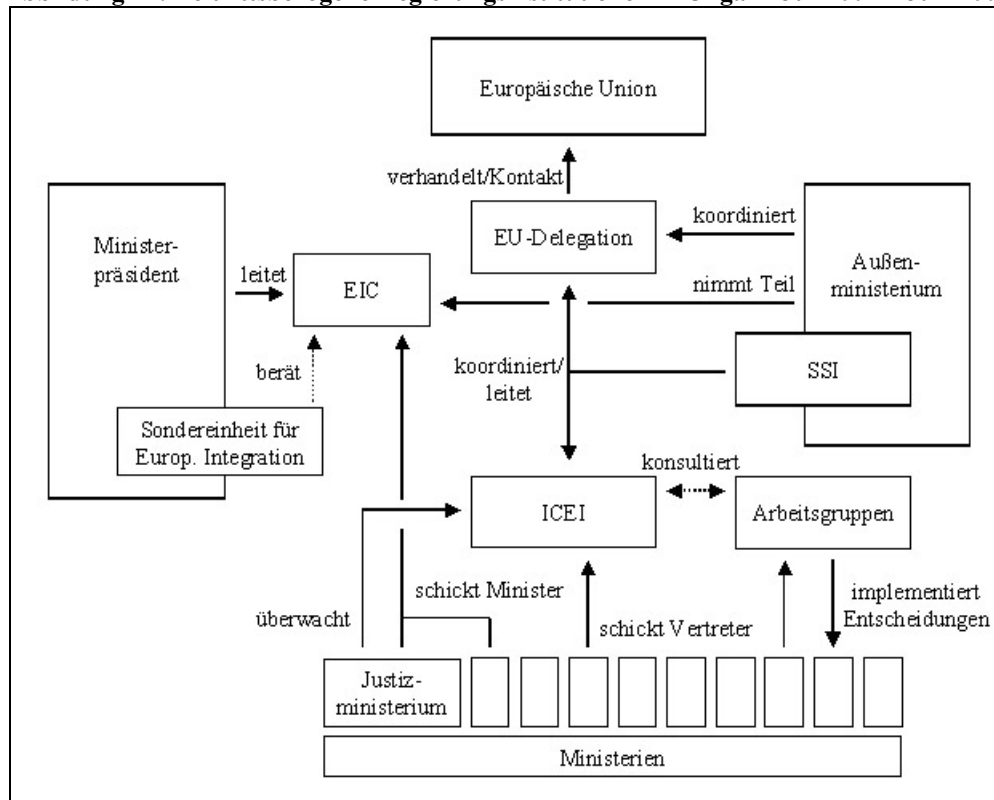 Europäische Union
verhandelt/Kontakt
koordiniert
EU-Delegation
Minister-
präsident
leitet
EIC
nimmt Teil
Außen-
ministerium
berät
koordiniert/
leitet
SSI
Sondereinheit für
Europ. Integration
konsultiert
ICEI
Arbeitsgruppen
schickt Minister
implementiert
Entscheidungen
überwacht
schickt Vertreter
Justiz-
ministerium
Ministerien